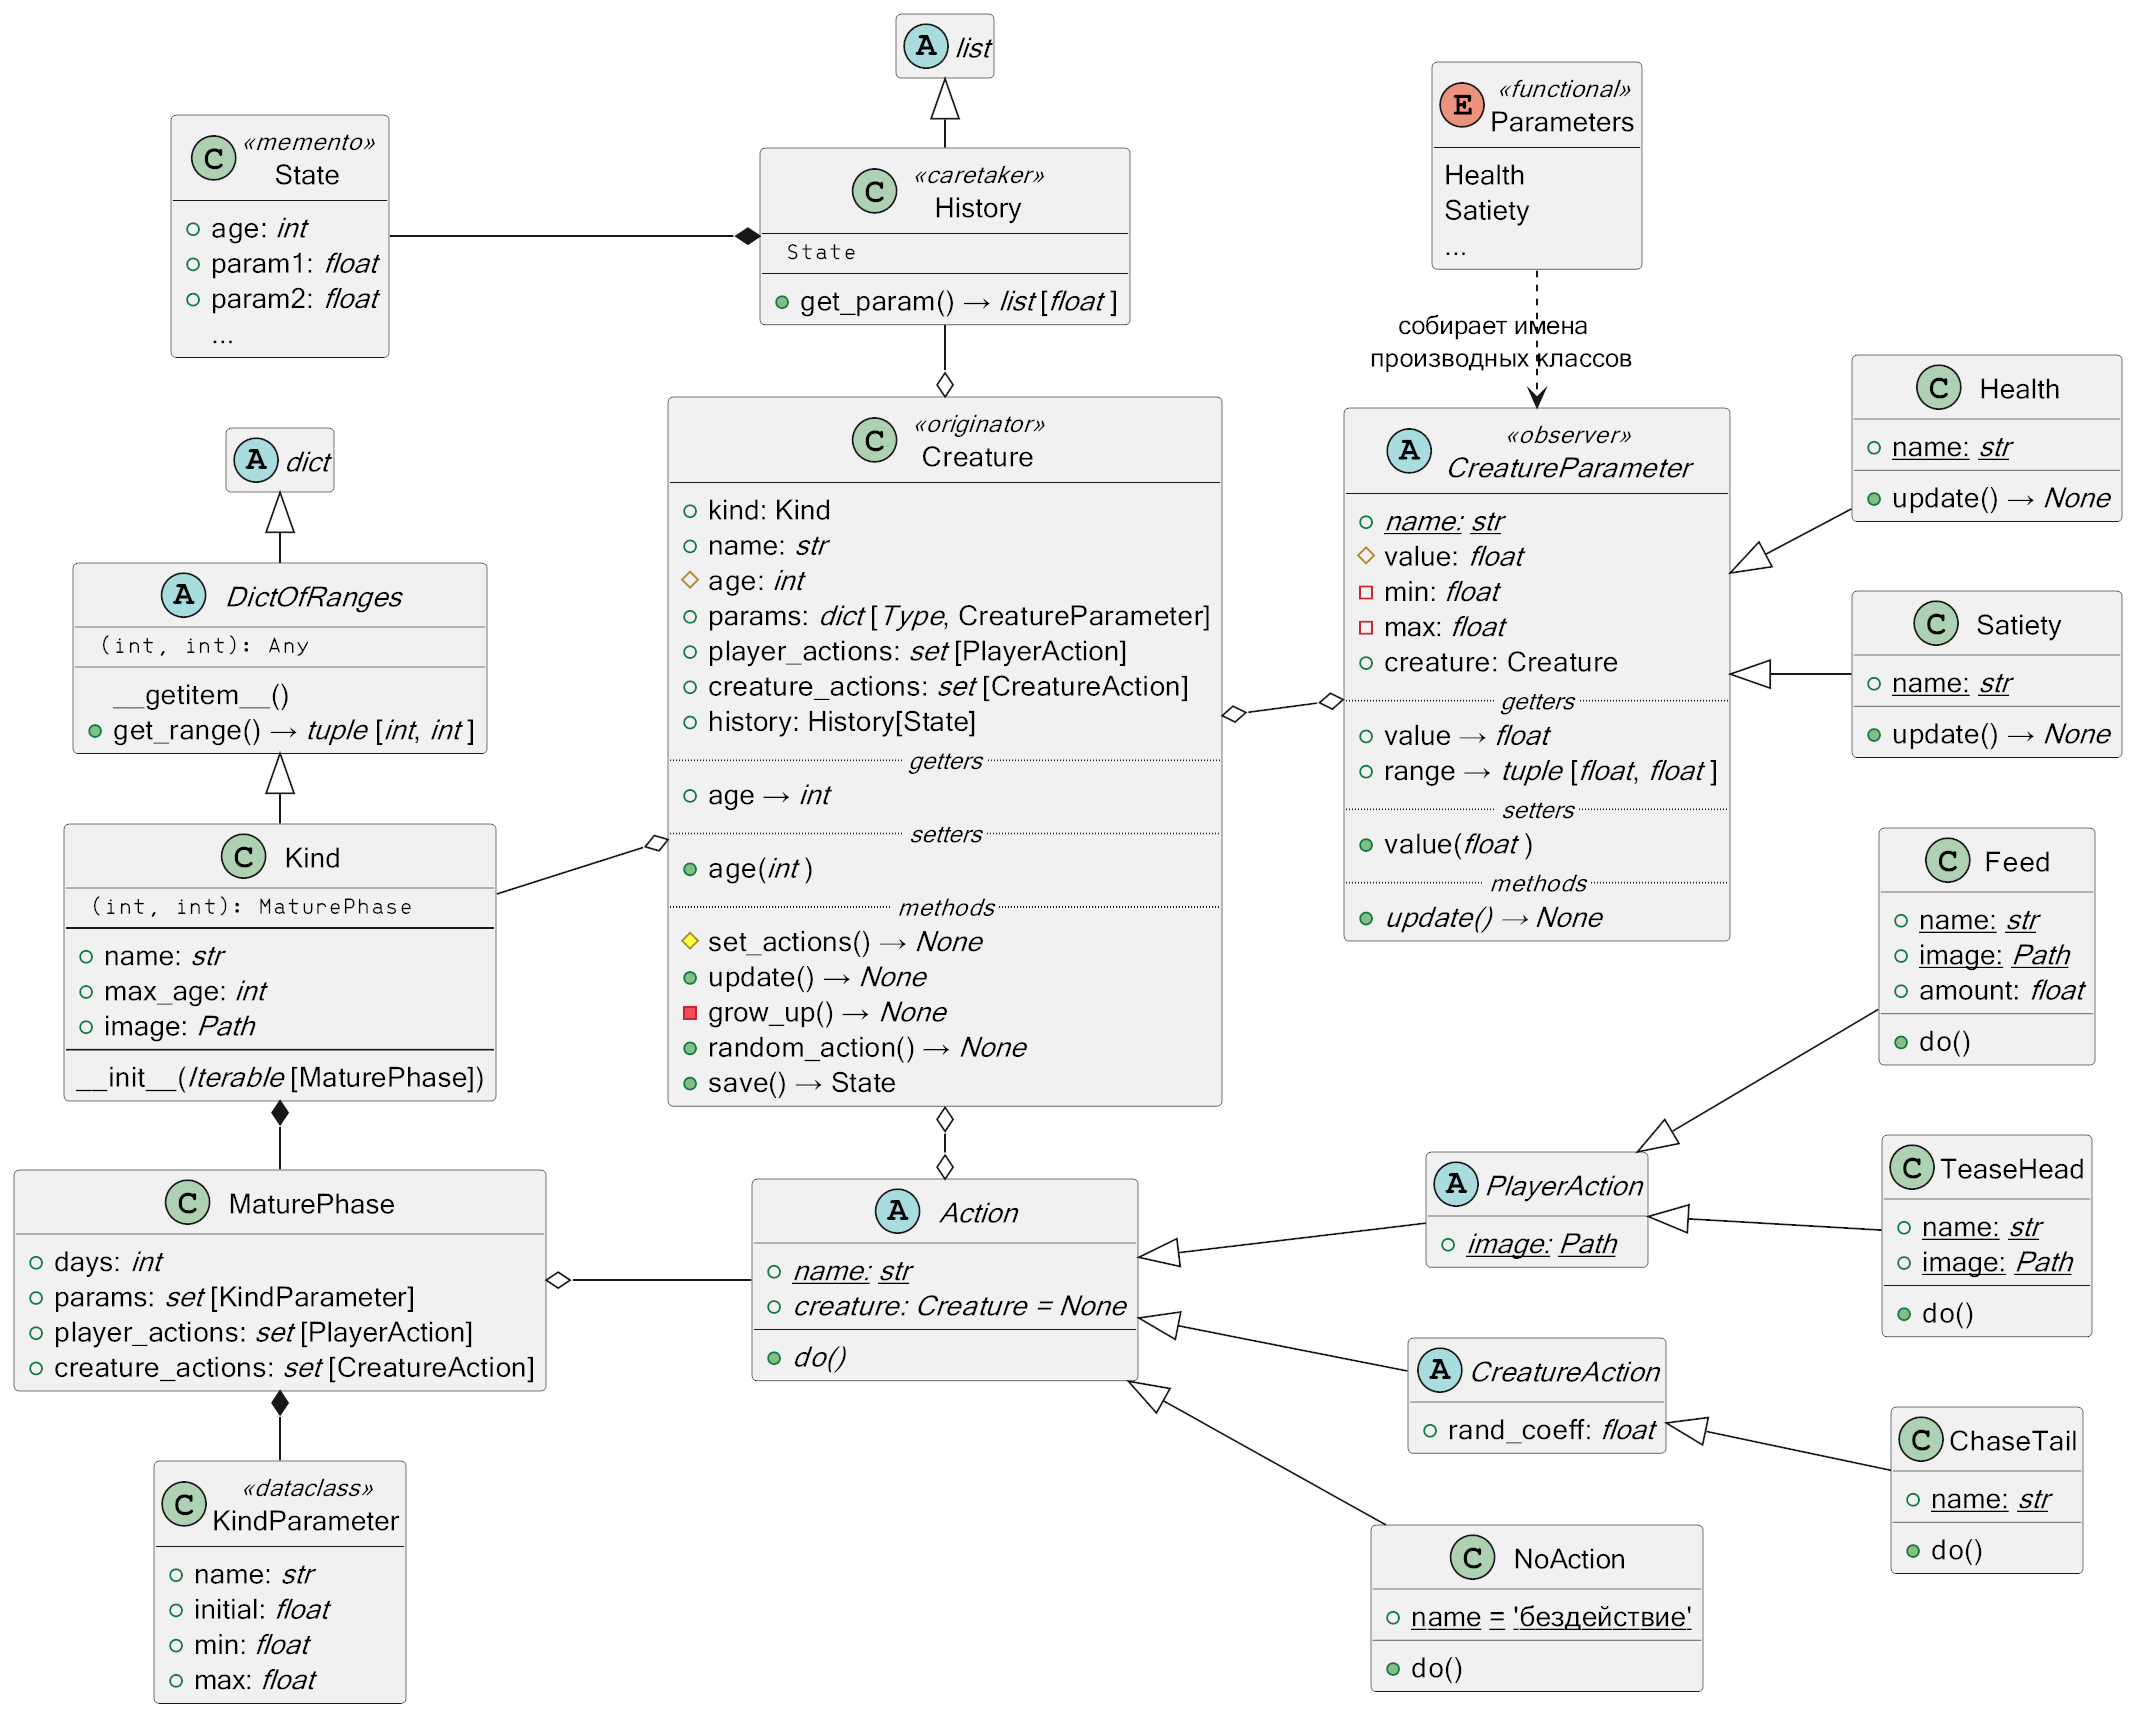 A list
C «memento»
State
age: int
param1: float
param2: float
...
C «caretaker»
History
State
get_param() → list [float ]
E «functional»
Parameters
Health
Satiety
...
собирает имена
производных классов
A dict
A DictOfRanges
(int, int): Any
__getitem__()
get_range() → tuple [int, int ]
C Kind
(int, int): MaturePhase
name: str
max_age: int
image: Path
__init__(Iterable [MaturePhase])
C MaturePhase
days: int
params: set [KindParameter]
player_actions: set [PlayerAction]
creature_actions: set [CreatureAction]
C «dataclass»
KindParameter
name: str
initial: float
min: float
max: float
C «originator»
Creature
kind: Kind
name: str
age: int
params: dict [Type, CreatureParameter]
player_actions: set [PlayerAction]
creature_actions: set [CreatureAction]
history: History[State]
getters
age → int
setters
age(int )
methods
set_actions() → None
update() → None
grow_up() → None
random_action() → None
save() → State
A «observer»
CreatureParameter
name: str
value: float
min: float
max: float
creature: Creature
getters
value → float
range → tuple [float, float ]
setters
value(float )
methods
update() → None
C Health
name: str
update() → None
C Satiety
name: str
update() → None
A Action
name: str
creature: Creature = None
do()
A PlayerAction
image: Path
A CreatureAction
rand_coeff: float
C NoAction
name = 'бездействие'
do()
C Feed
name: str
image: Path
amount: float
do()
C TeaseHead
name: str
image: Path
do()
C ChaseTail
name: str
do()